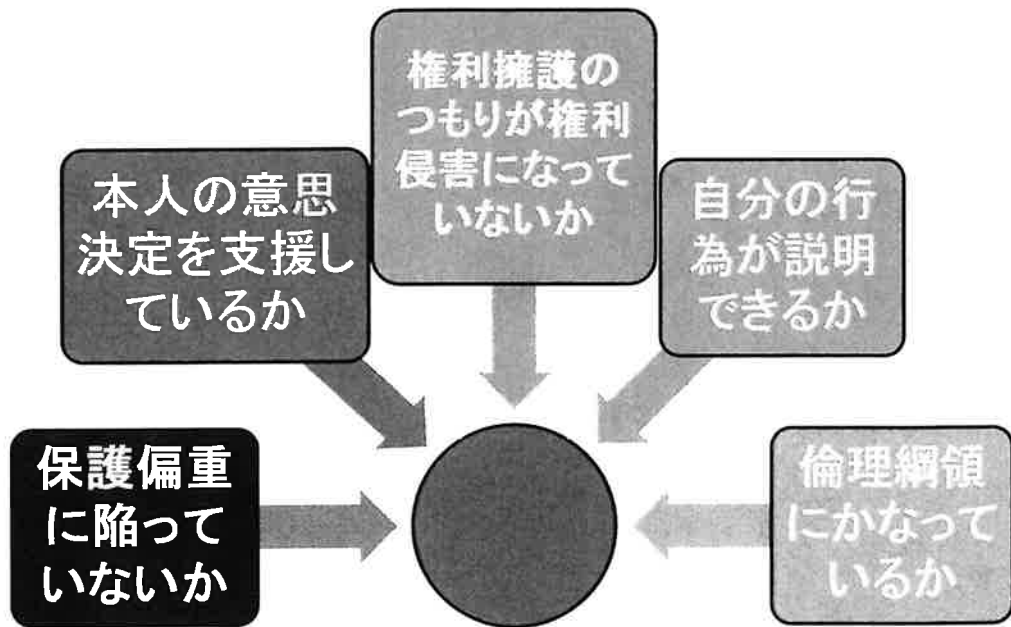 権利擁護の
つもりが権利
侵害になって
いないか
本人の意思
決定を支援し
ているか
自分の行
為が説明
できるか
保護偏重
に陥って
いないか
倫理綱領
にかなって
いるか